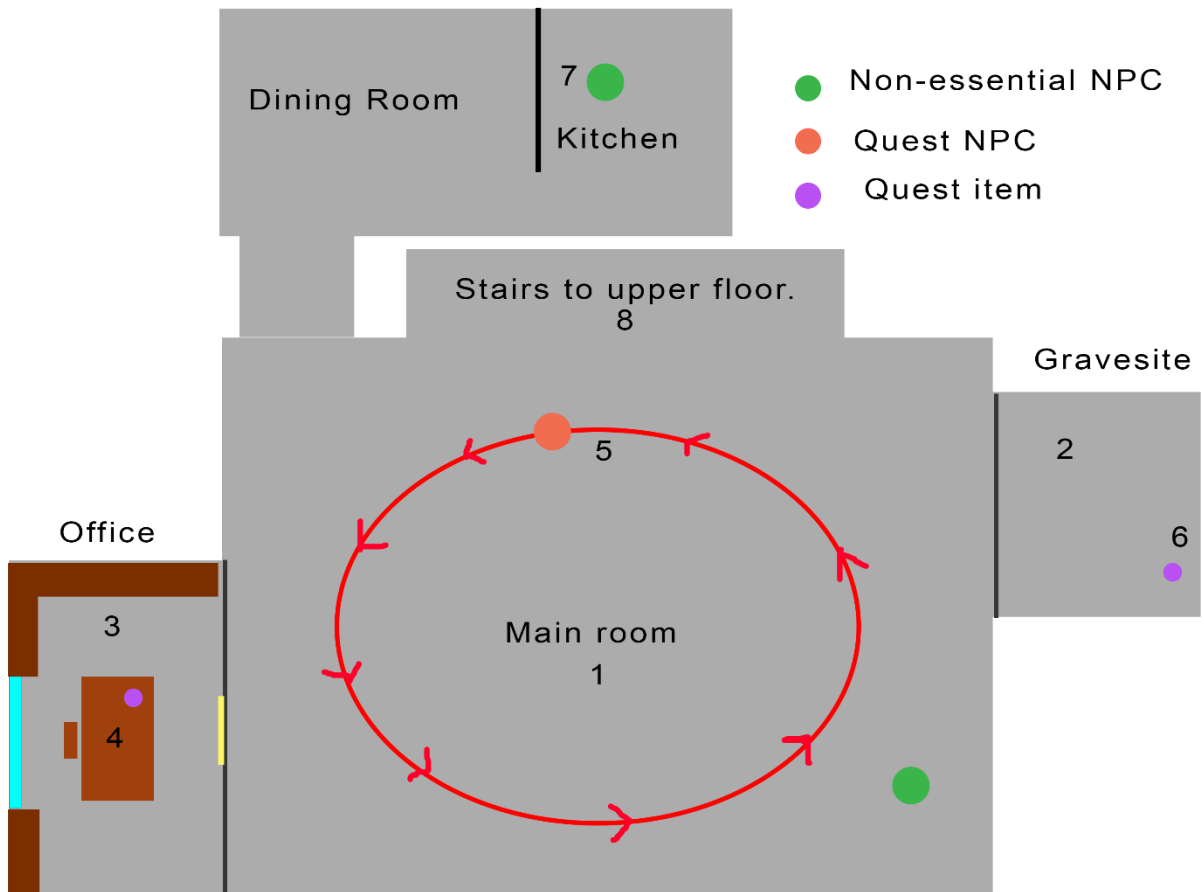 7
Dining Room
Kitchen
Non-essential NPC
Quest NPC
Quest item
Stairs to upper floor.
8
Gravesite
2
5
Office
6
3
Main room
1
4